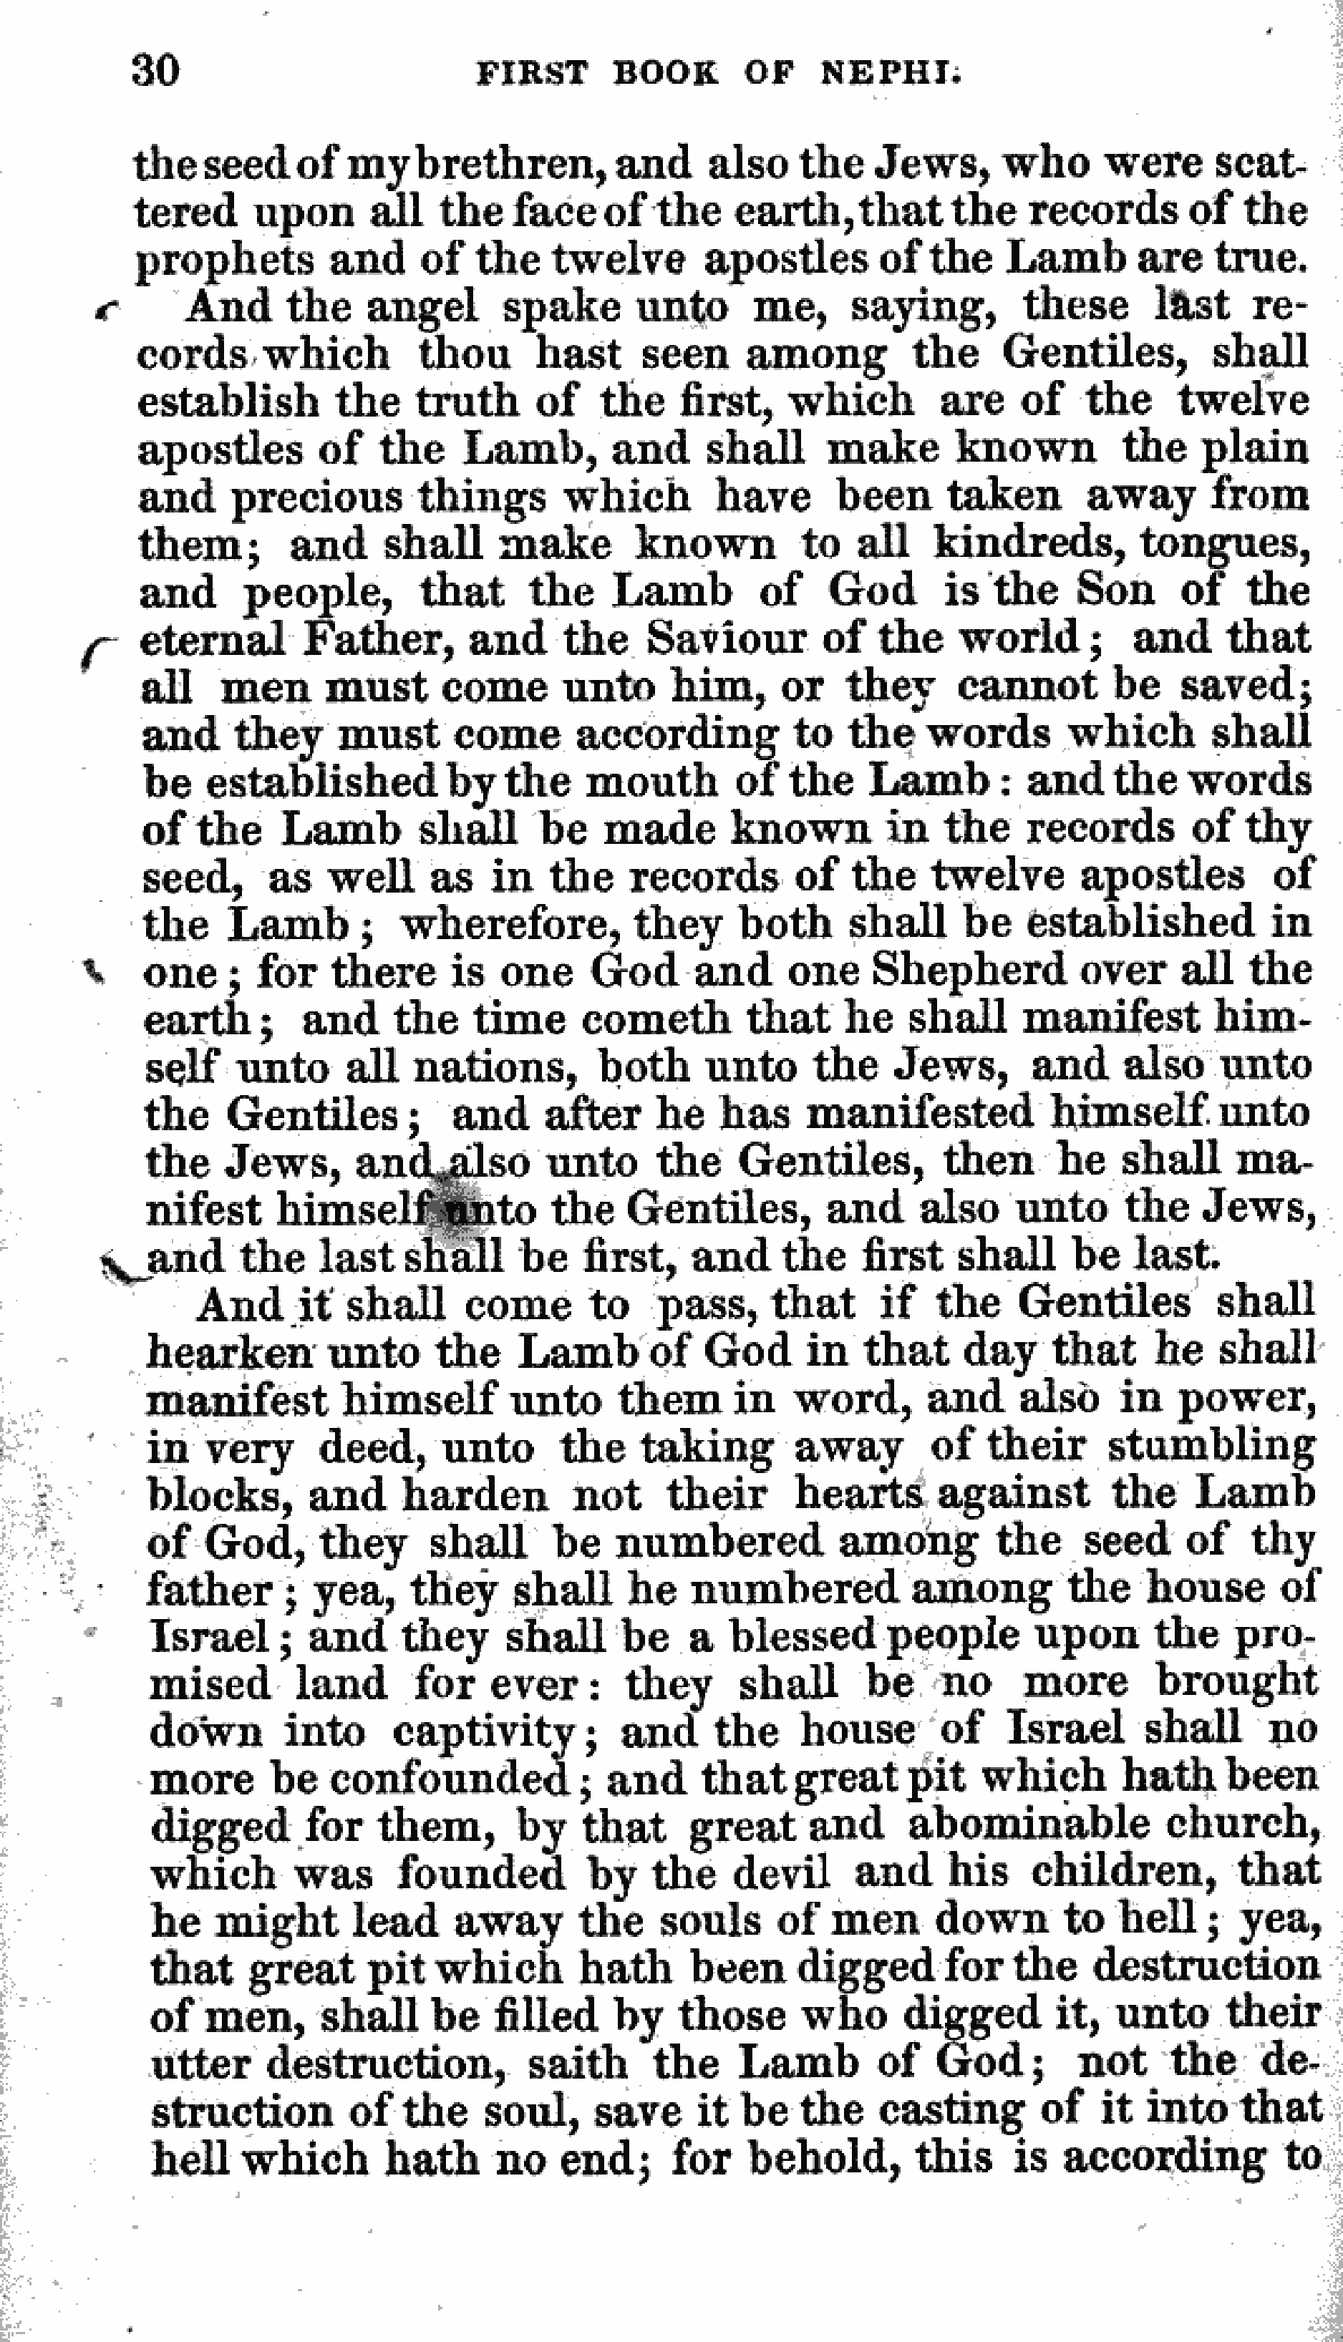 30 FIRST BOOK OF NEPHI.
the seed of my brethren, and also the Jews, who were scat-
tered upon all the face of the earth, that the records of the
prophets and of the twelve apostles of the Lamb are true.
And the angel spake unto me, saying, these last re-
cords which thou hast seen among the Gentiles, shall
establish the truth of the first, which are of the twelve
apostles of the Lamb, and shall make known the plain
and precious things which have been taken away from
them; and shall make known to all kindreds, tongues,
and people, that the Lamb of God is the Son of the
eternal Father, and the Saviour of the world; and that
all men must come unto him, or they cannot be saved;
and they must come according to the words which shall
be established by the mouth of the Lamb: and the words
of the Lamb shall be made known in the records of thy
seed, as well as in the records of the twelve apostles of
the Lamb; wherefore, they both shall be established in
one; for there is one God and one Shepherd over all the
earth; and the time cometh that he shall manifest him-
self unto all nations, both unto the Jews, and also unto
the Gentiles; and after he has manifested himself unto
the Jews, and also unto the Gentiles, then he shall ma-
nifest himself unto the Gentiles, and also unto the Jews,
and the last shall be first, and the first shall be last.
And it shall come to pass, that if the Gentiles shall
hearken unto the Lamb of God in that day that he shall
manifest himself unto them in word, and also in power,
in very deed, unto the taking away of their stumbling
blocks, and harden not their hearts against the Lamb
of God, they shall be numbered among the seed of thy
father; yea, they shall he numbered among the house of
Israel; and they shall be a blessed people upon the pro-
mised land for ever: they shall be no more brought
down into captivity; and the house of Israel shall no
more be confounded; and that great pit which hath been
digged for them, by that great and abominable church,
which was founded by the devil and his children, that
he might lead away the souls of men down to hell; yea,
that great pit which hath been digged for the destruction
of men, shall be filled by those who digged it, unto their
utter destruction, saith the Lamb of God; not the de-
struction of the soul, save it be the casting of it into that
hell which hath no end; for behold, this is according to